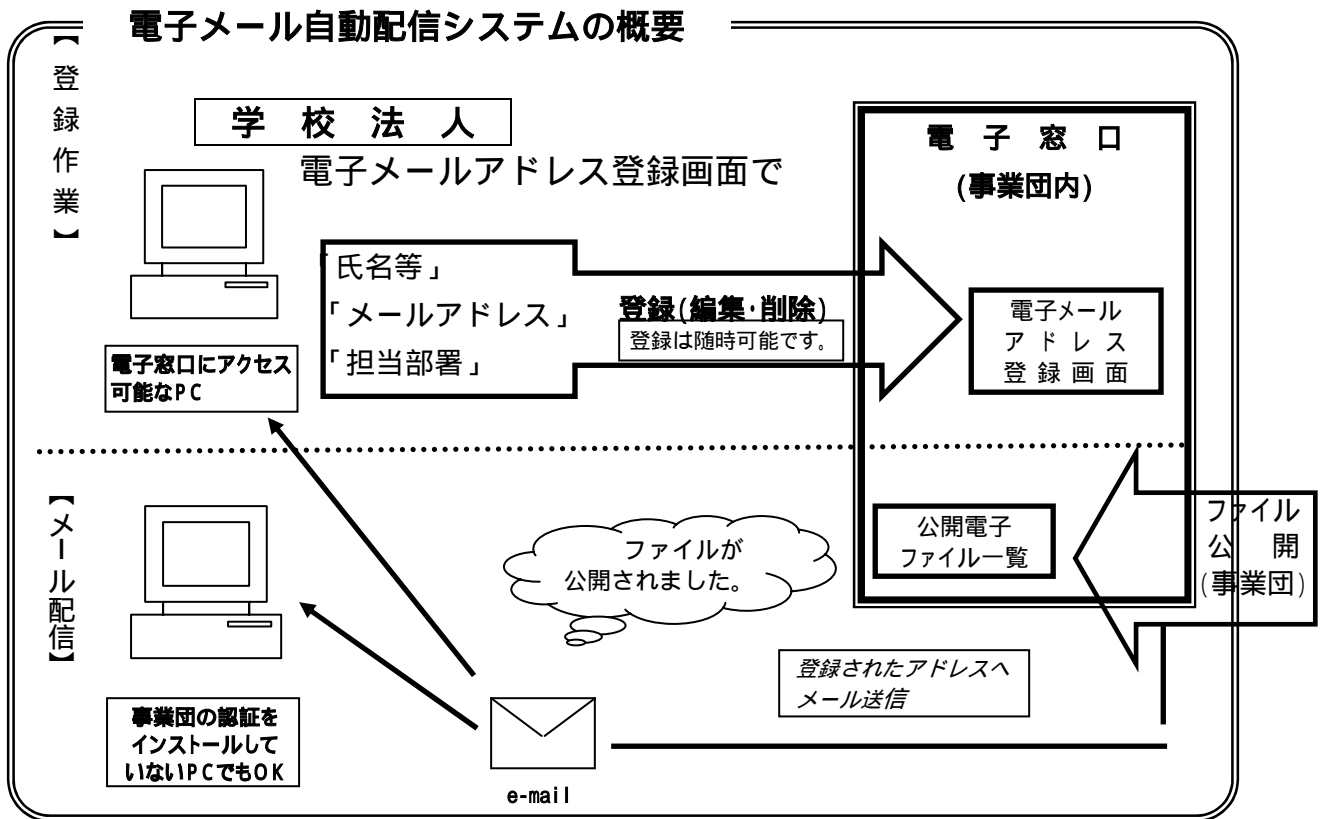 電子メール自動配信システムの概要
【登録作業】
学校法人
電子メールアドレス登録画面で
「氏名等」
「メールアドレス」
「担当部署」
登録(編集・削除)
登録は随時可能です。
電子窓口
(事業団内)
電子メール
アドレス
登録画面
電子窓口にアクセス
可能なPC
【メール配信】
ファイルが
公開されました。
公開電子
ファイル一覧
ファイル
公開
(事業団)
登録されたアドレスへ
メール送信
事業団の認証を
インストールして
いないPCでもOK
e-mail